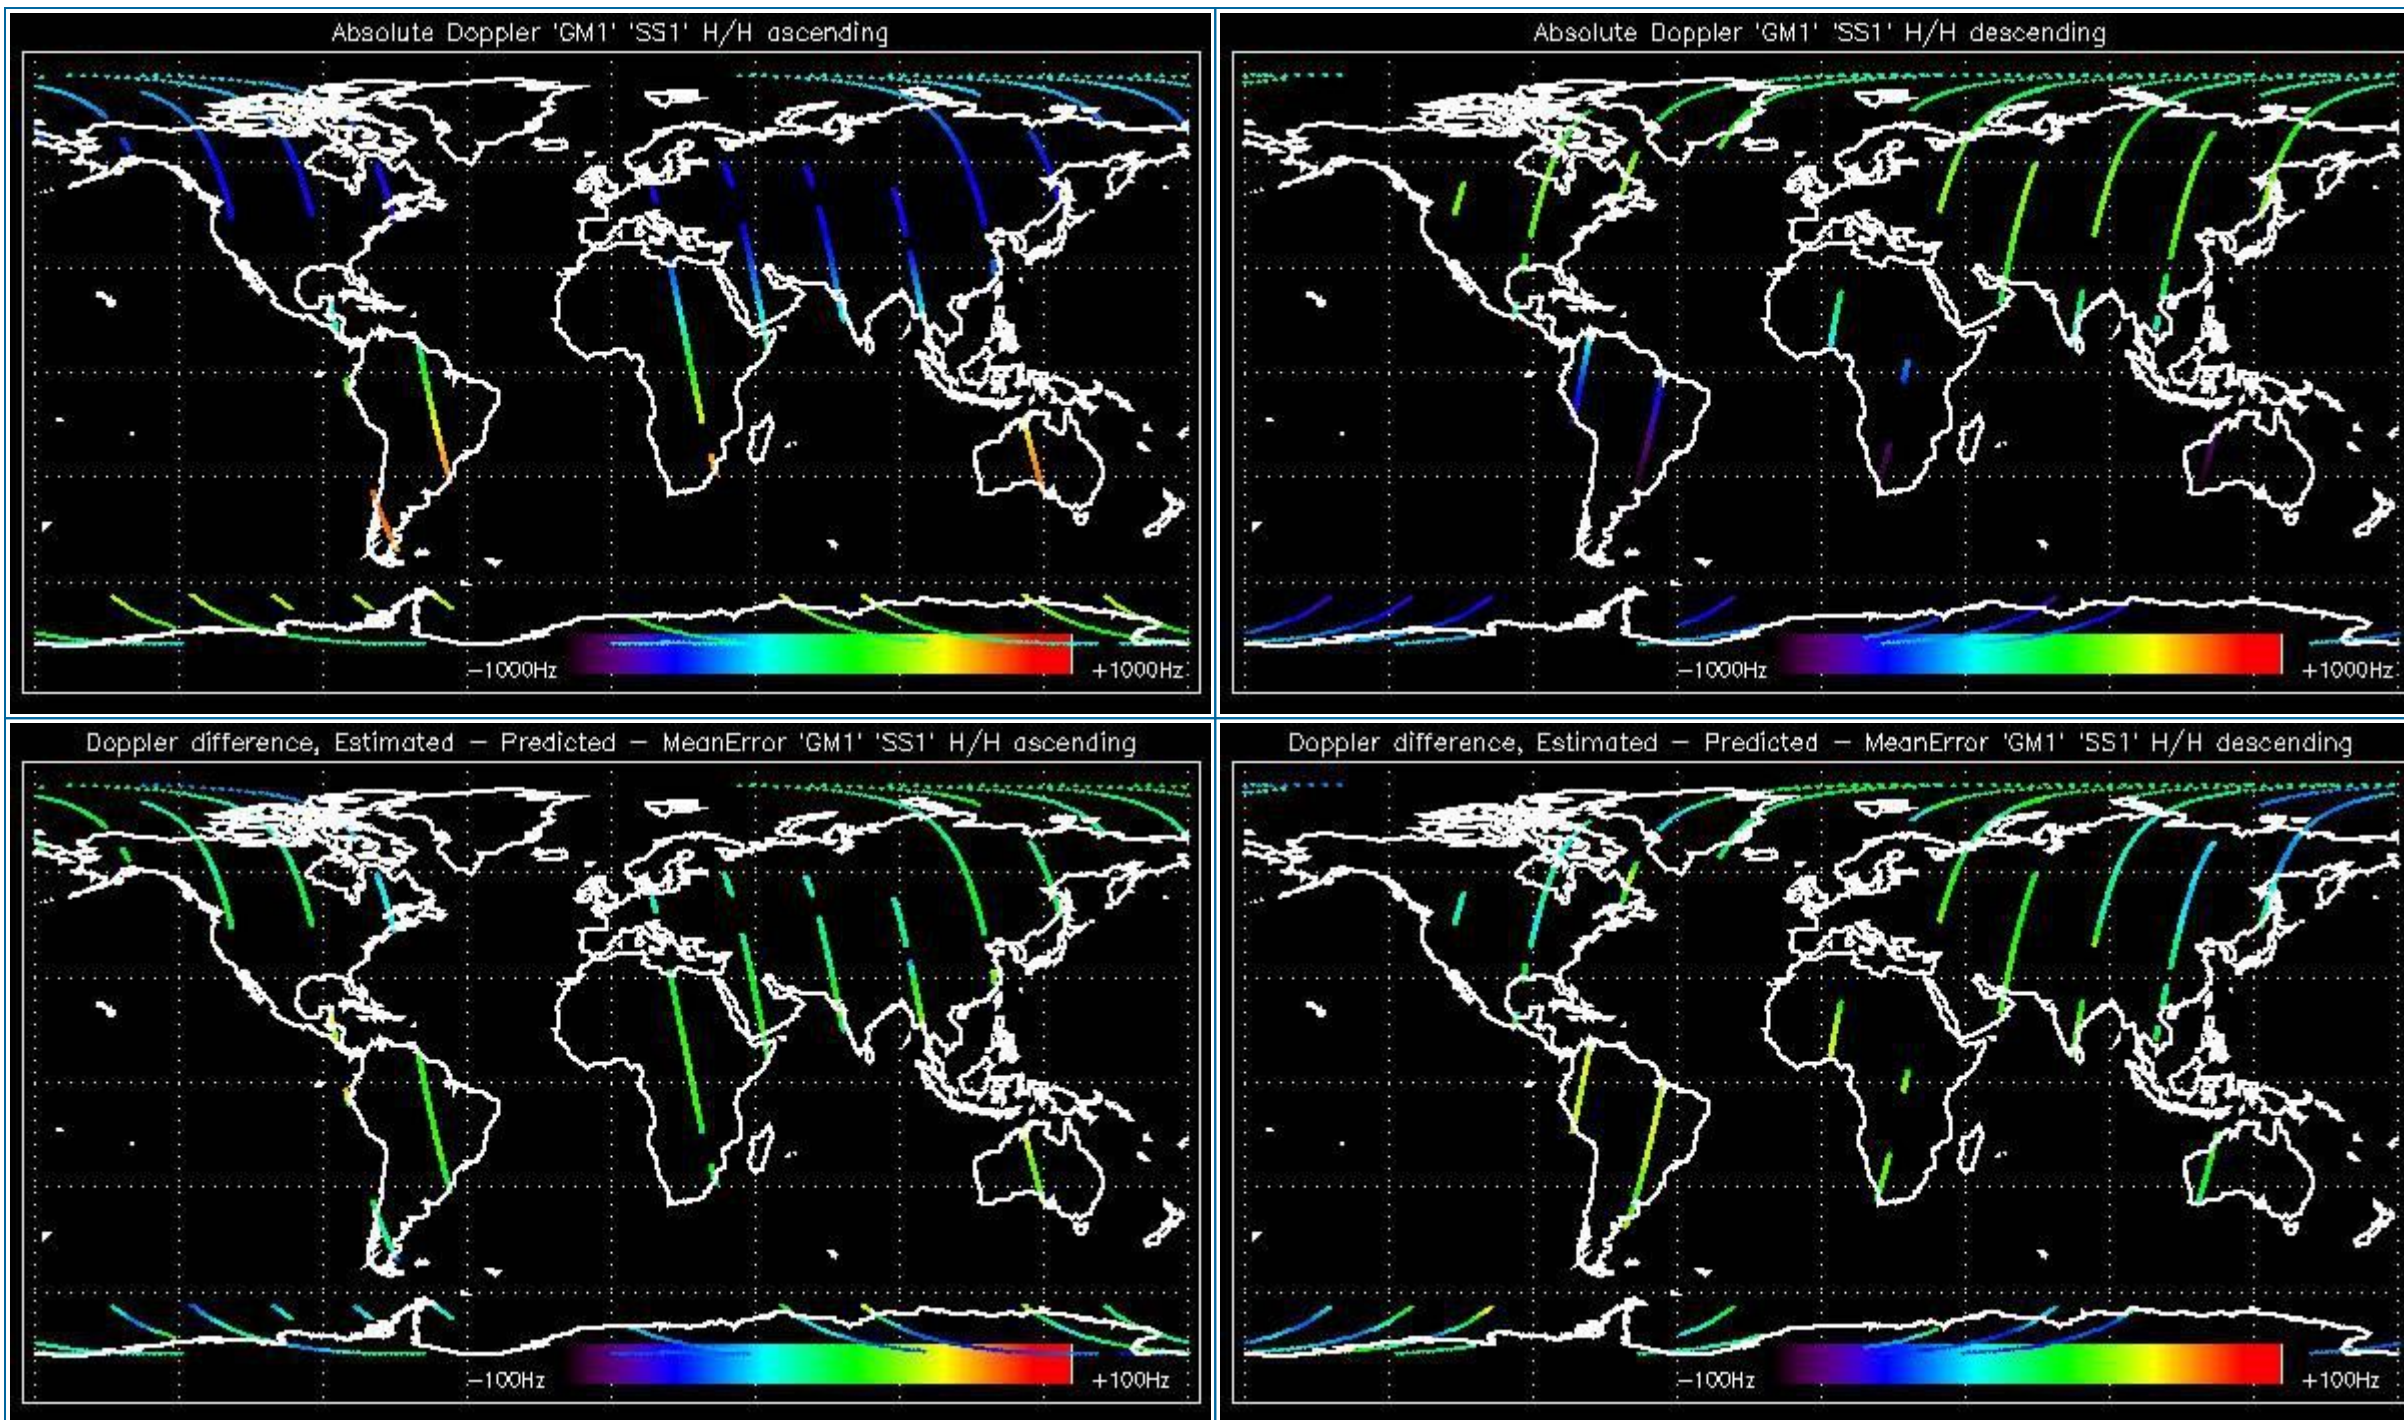 Absolute Doppler 'GM1' 'SS1' H/H ascending
−1000Hz
+1000Hz
Absolute Doppler 'GM1' 'SS1' H/H descending
−1000Hz
+1000Hz
Doppler difference, Estimated − Predicted − MeanError 'GM1' 'SS1' H/H ascending
−100Hz
+100Hz
Doppler difference, Estimated − Predicted − MeanError 'GM1' 'SS1' H/H descending
−100Hz
+100Hz